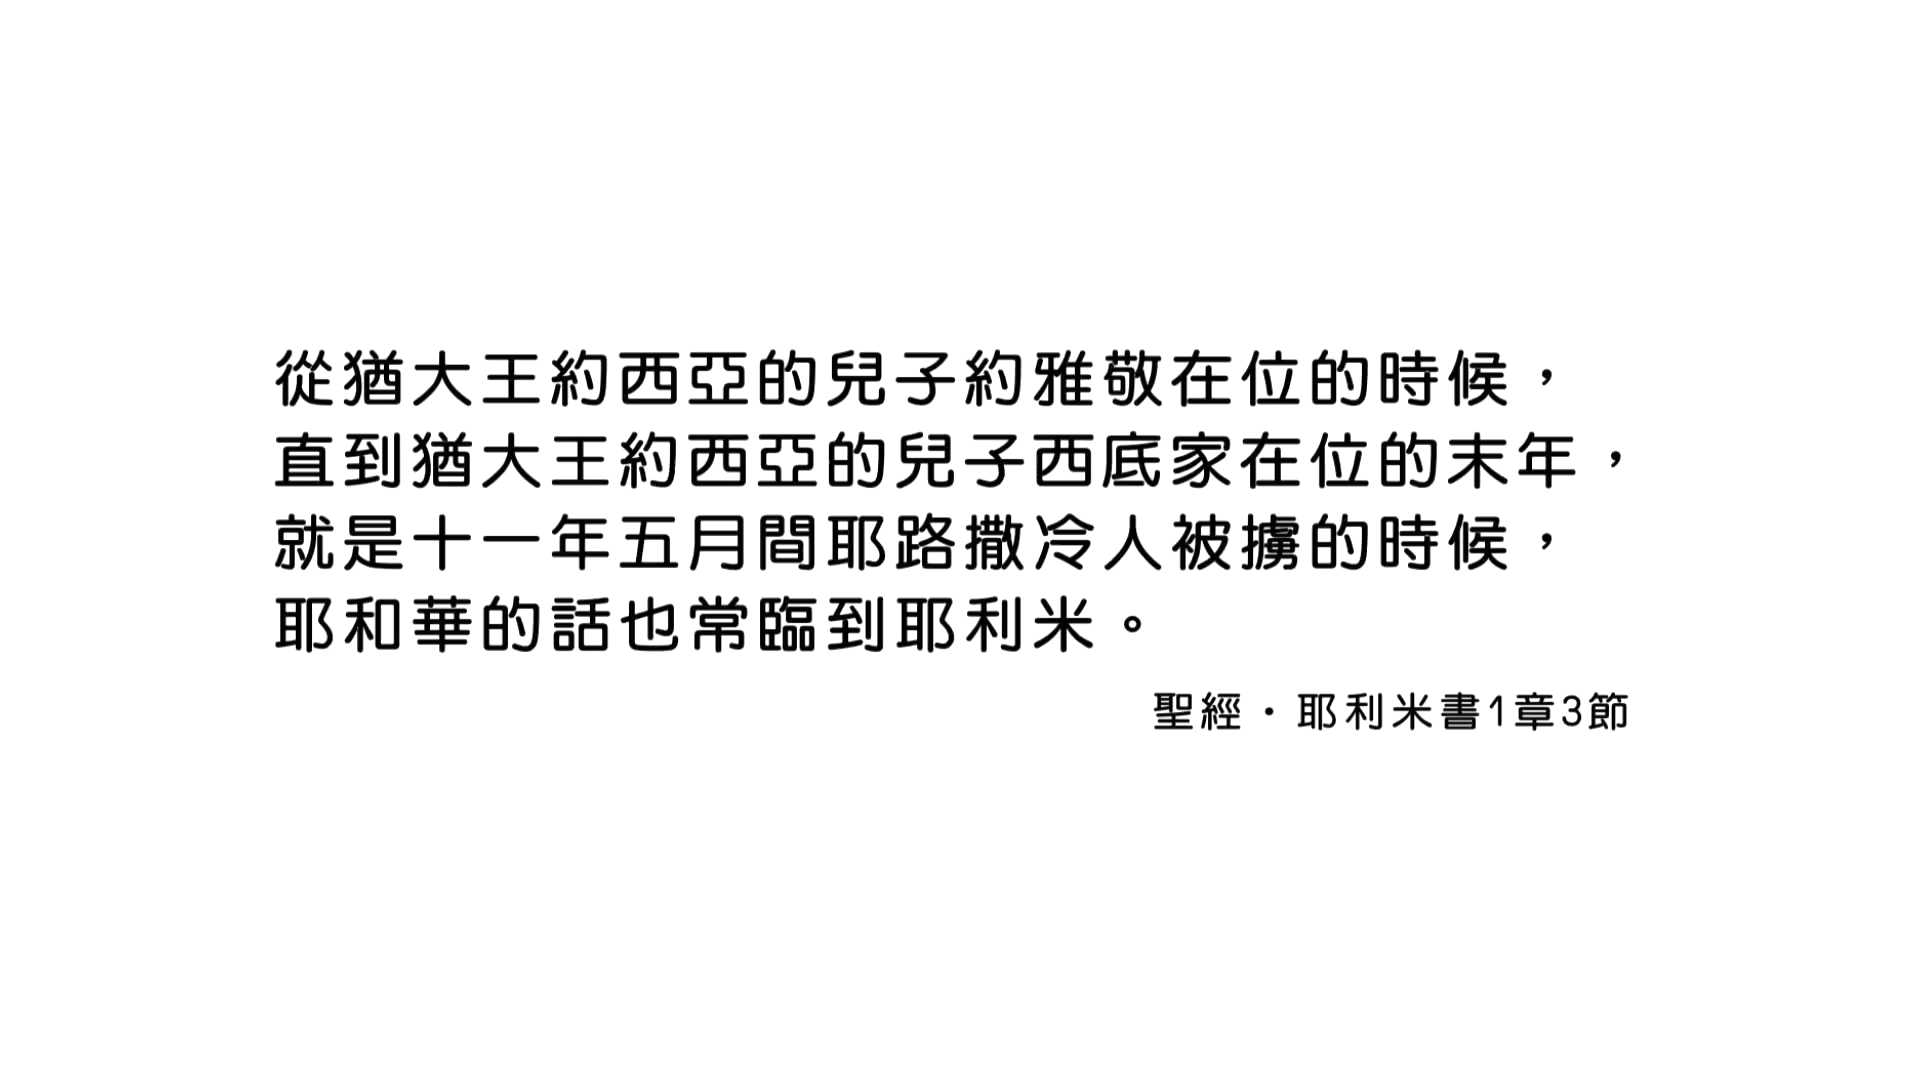 從猶大王約西亞的兒子約雅敬在位的時候，
直到猶大王約西亞的兒子西底家在位的末年，
就是十一年五月間耶路撒冷人被擄的時候，
耶和華的話也常臨到耶利米。
聖經・耶利米書1章3節